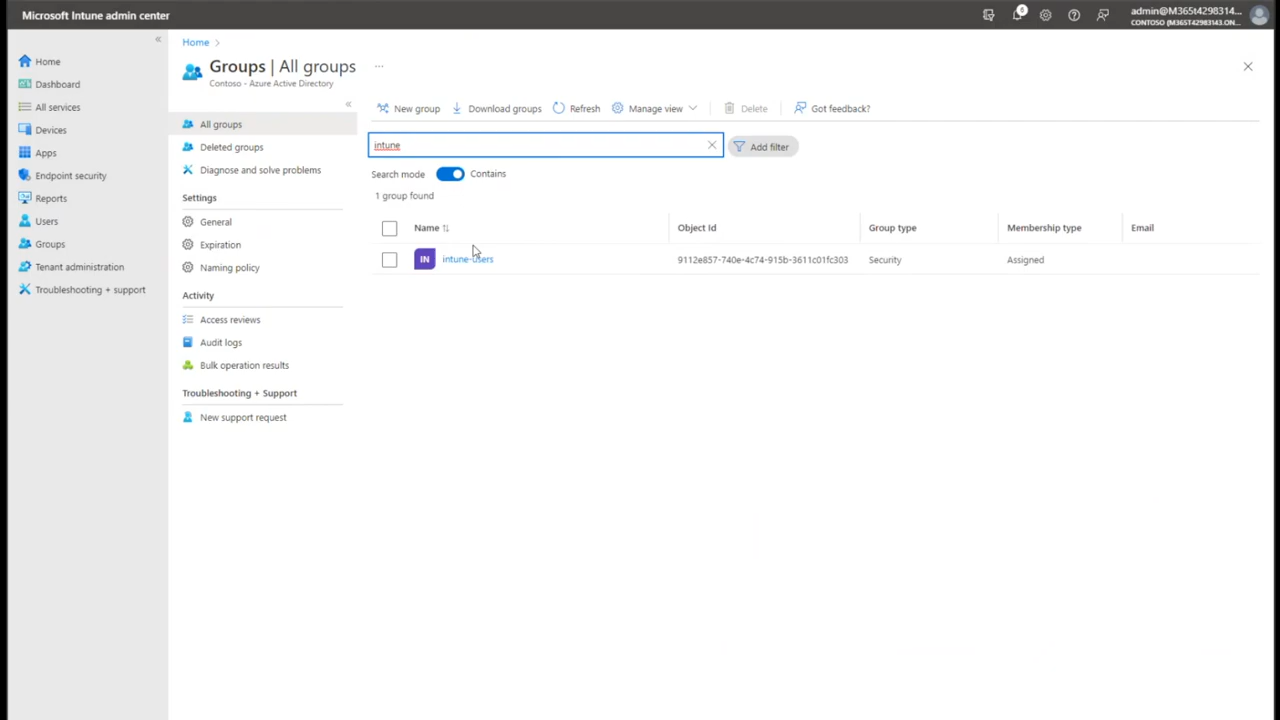 Microsoft Intune admin center
6
admin@M365t4298314...
CONTOSO (M365T42983143.ON...
«
Home
Dashboard
All services
Devices
Apps
Endpoint security
Reports
Users
Groups
Tenant administration
Troubleshooting + support
Home >
Groups | All groups ...
Contoso - Azure Active Directory
«
All groups
Deleted groups
Diagnose and solve problems
Settings
General
Expiration
Naming policy
Activity
Access reviews
Audit logs
Bulk operation results
Troubleshooting + Support
New support request
New group Download groups Refresh Manage view Delete Got feedback?
intune Add filter
Search mode Contains
1 group found
Name Object Id Group type Membership type Email
IN intune-users 9112e857-740e-4c74-915b-3611c01fc303 Security Assigned